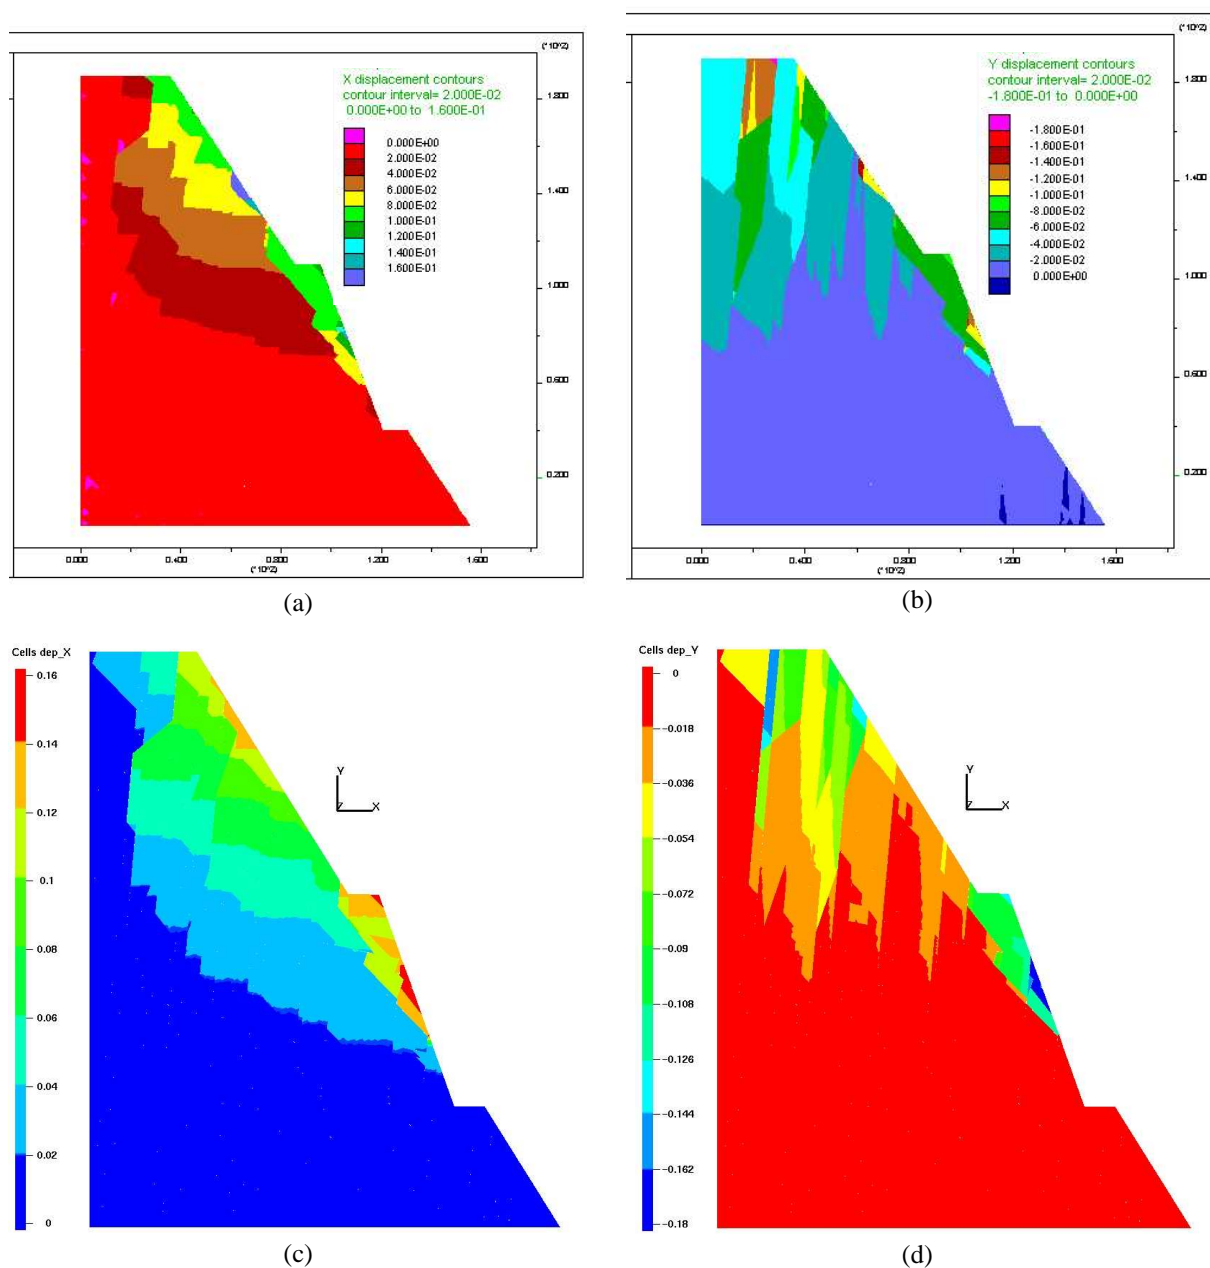 (*10^2)
X displacement contours
contour interval= 2.000E-02
0.000E+00 to 1.600E-01
0.000E+00
2.000E-02
4.000E-02
6.000E-02
8.000E-02
1.000E-01
1.200E-01
1.400E-01
1.600E-01
1.800
1.400
1.000
0.600
0.200
0.000
0.400
0.800
1.200
1.600
(*10^2)
(a)
(*10^2)
Y displacement contours
contour interval= 2.000E-02
-1.800E-01 to 0.000E+00
-1.800E-01
-1.600E-01
-1.400E-01
-1.200E-01
-1.000E-01
-8.000E-02
-6.000E-02
-4.000E-02
-2.000E-02
0.000E+00
1.800
1.400
1.000
0.600
0.200
0.000
0.400
0.800
1.200
1.600
(*10^2)
(b)
Cells dep_X
0.16
0.14
0.12
0.1
0.08
0.06
0.04
0.02
0
Y
Z X
(c)
Cells dep_Y
0
-0.018
-0.036
-0.054
-0.072
-0.09
-0.108
-0.126
-0.144
-0.162
-0.18
Y
Z X
(d)